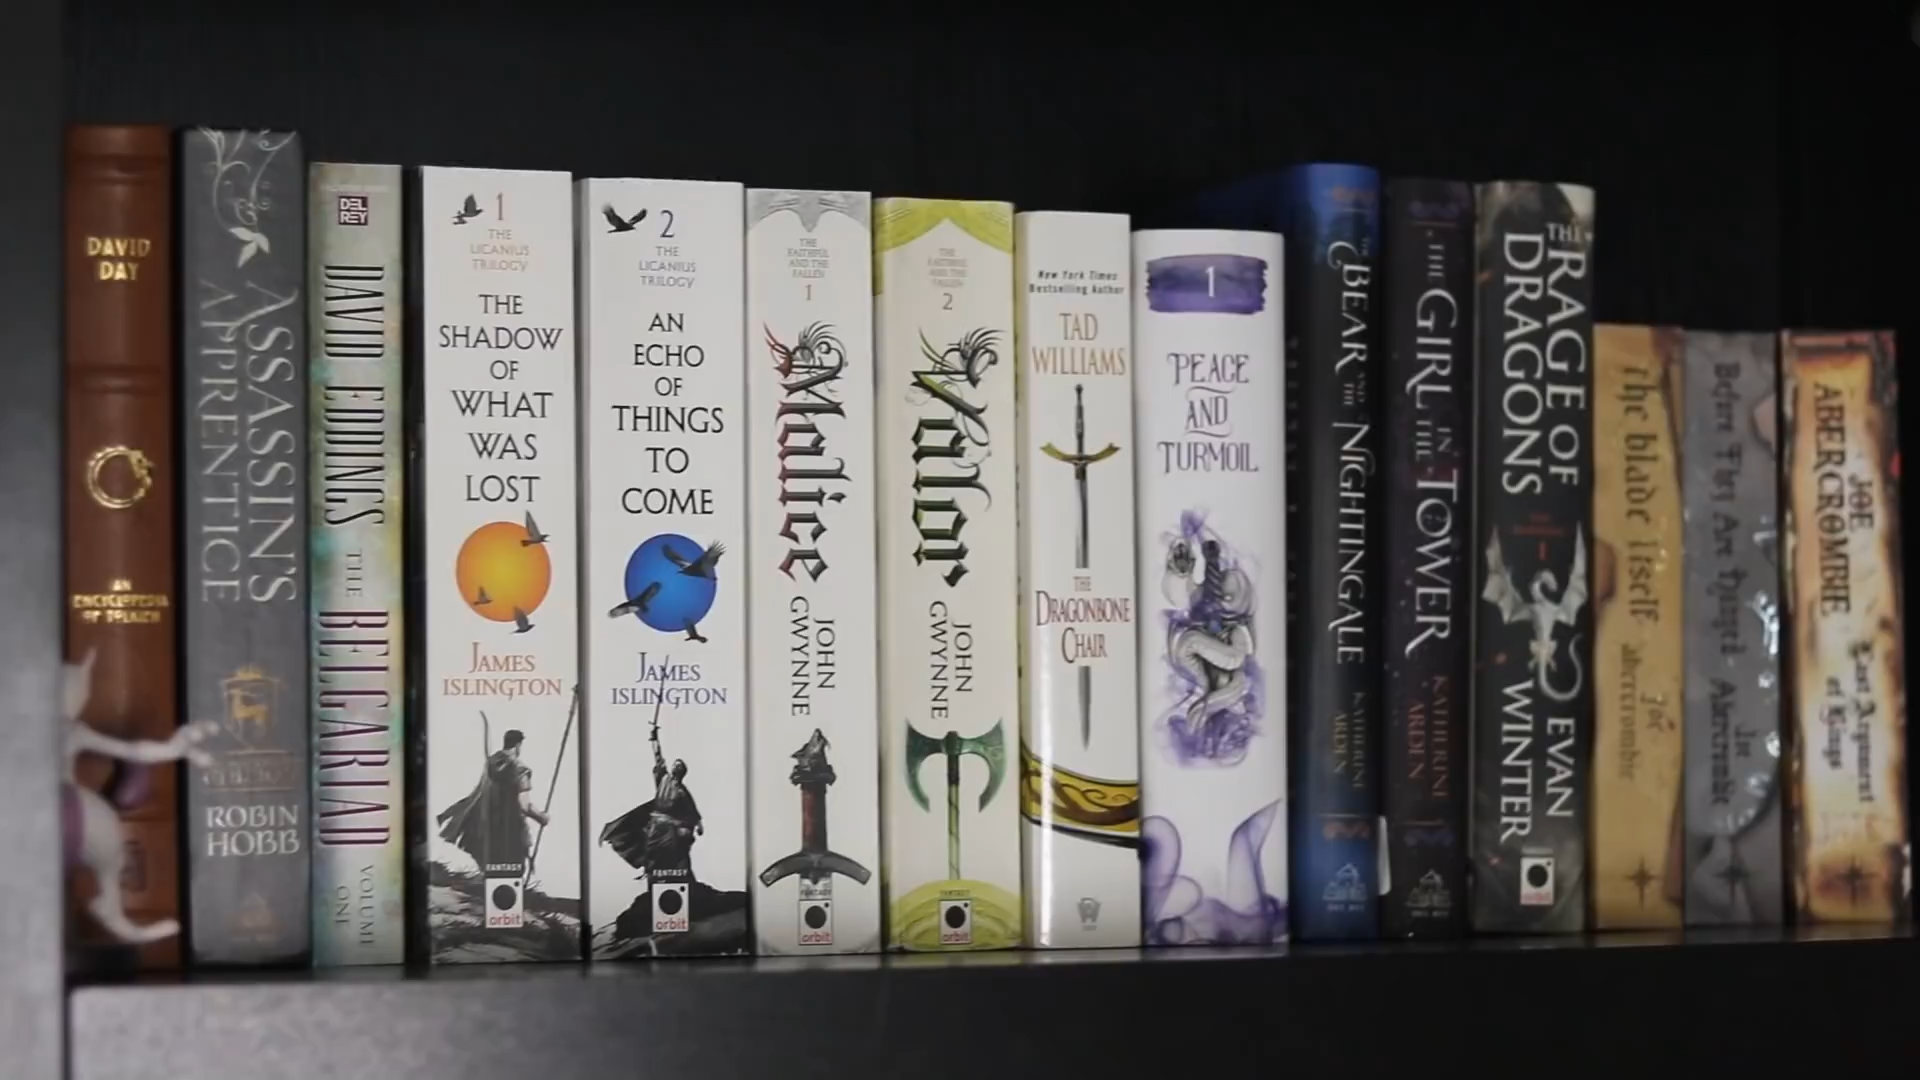 DAVID
DAY
AN
ENCYCLOPEDIA
OF TOLKIEN
ASSASSIN'S
APPRENTICE
ROBIN
HOBB
DEL
REY
DAVID EDDINGS
THE
BELGARIAD
VOLUME
ONE
1
THE
LICANIUS
TRILOGY
THE
SHADOW
OF
WHAT
WAS
LOST
JAMES
ISLINGTON
FANTASY
orbit
2
THE
LICANIUS
TRILOGY
AN
ECHO
OF
THINGS
TO
COME
JAMES
ISLINGTON
FANTASY
orbit
THE
FAITHFUL
AND THE
FALLEN
1
Malice
JOHN
GWYNNE
FANTASY
orbit
THE
FAITHFUL
AND THE
FALLEN
2
Valor
JOHN
GWYNNE
FANTASY
orbit
New York Times
Bestselling Author
TAD
WILLIAMS
THE
DRAGONBONE
CHAIR
1
PEACE
AND
TURMOIL
THE BEAR AND THE NIGHTINGALE
KATHERINE
ARDEN
THE GIRL IN THE TOWER
KATHERINE
ARDEN
THE
RAGE OF
DRAGONS
1
EVAN
WINTER
orbit
The blade itself
joe
abercrombie
Before They Are Hanged
Joe
Abercrombie
JOE
ABERCROMBIE
Last Argument
of Kings